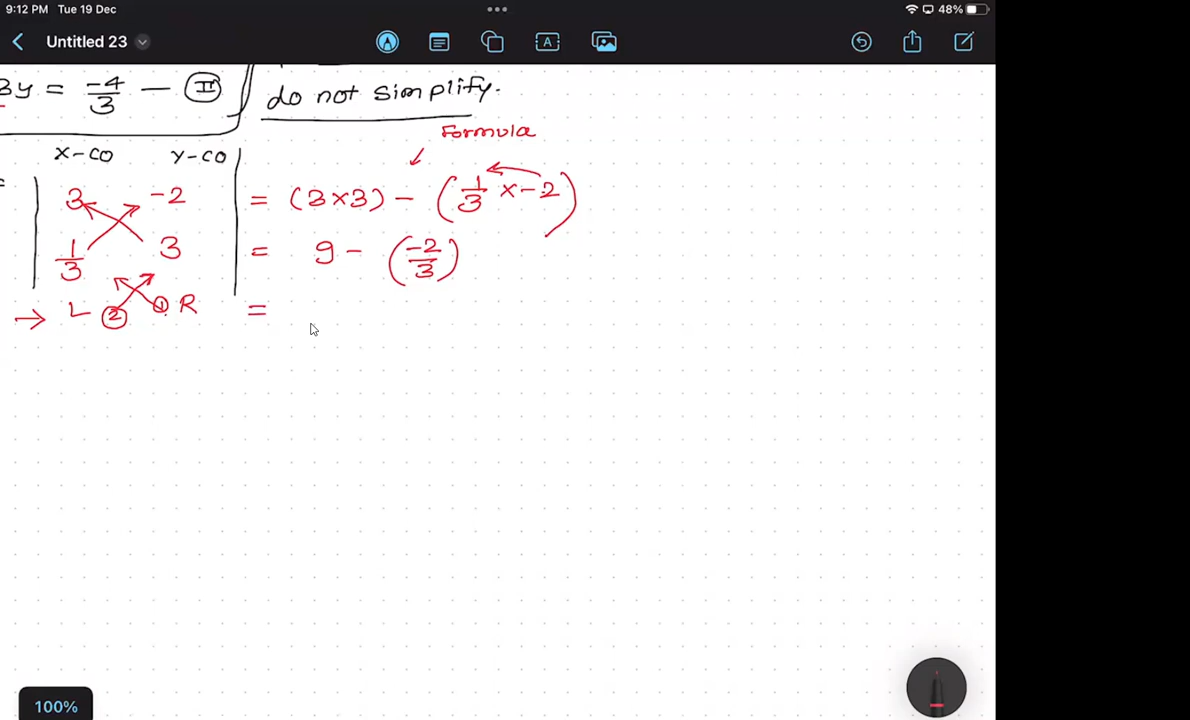 9:12 PM Tue 19 Dec
48%
Untitled 23
3y = -4/3 — II
do not simplify.
Formula
x-co y-co
3 -2 = (3×3) - (1/3 × -2)
1/3 3 = 9 - (-2/3)
→ L ② ① R =
100%